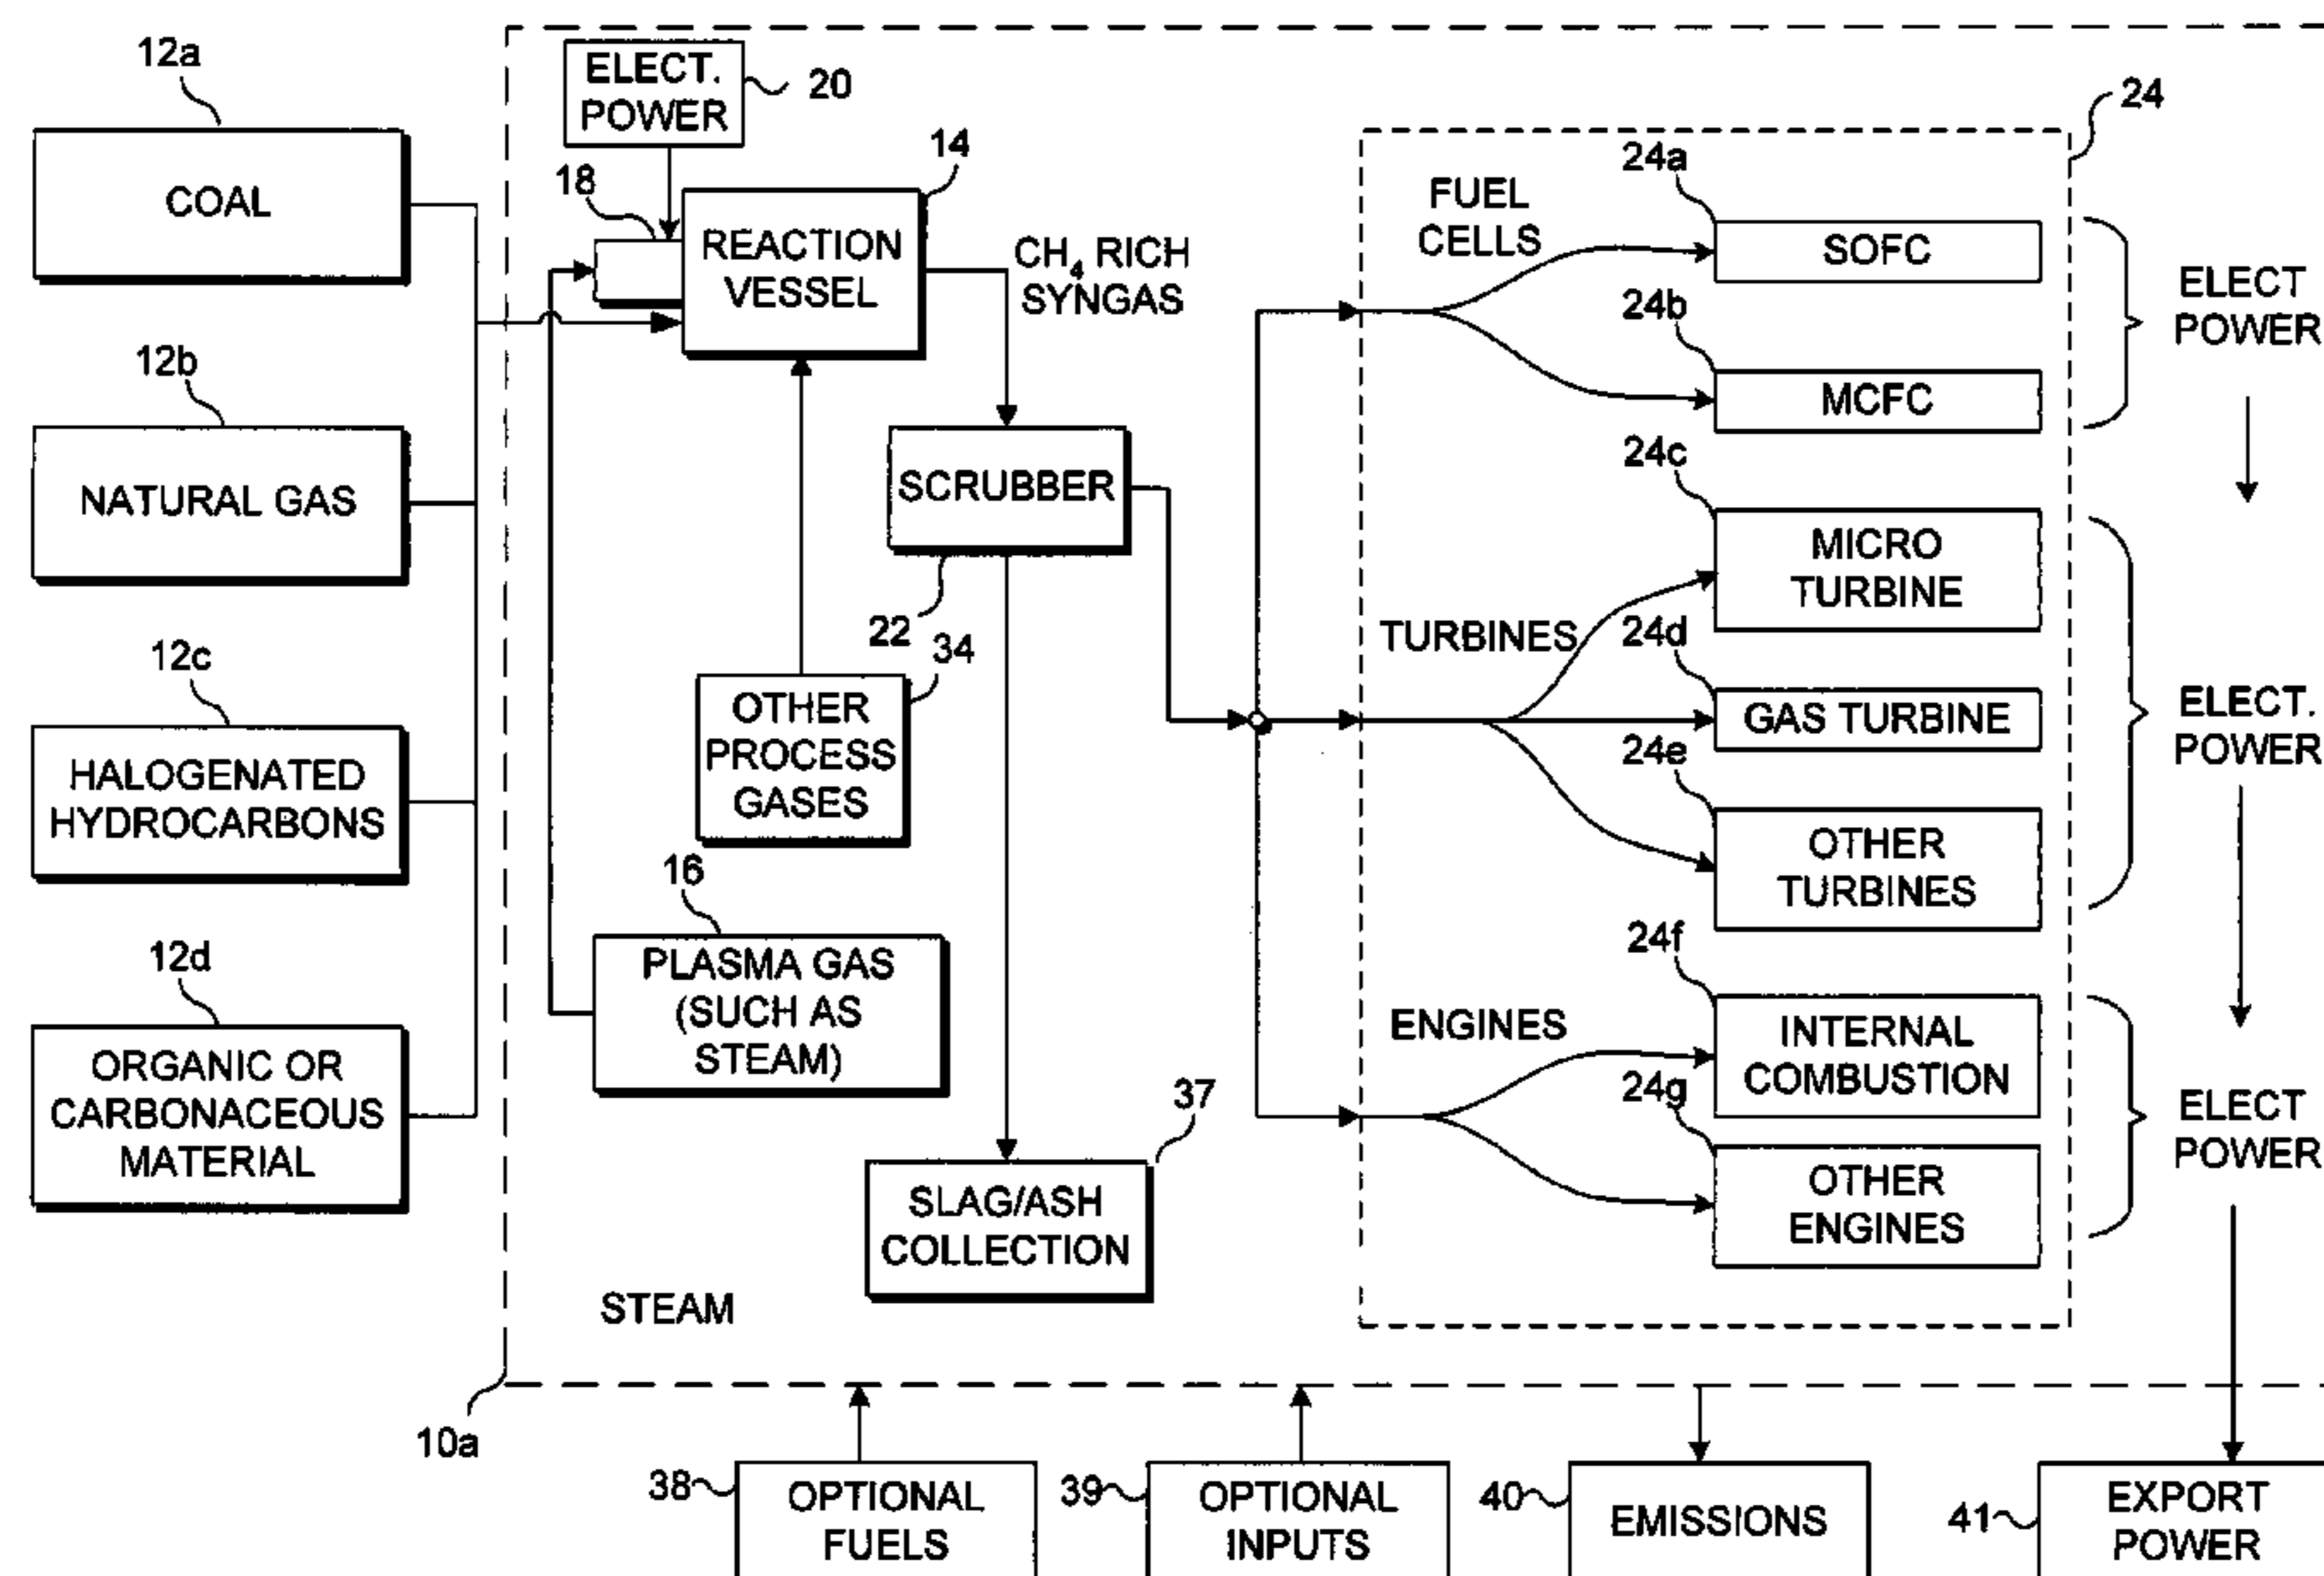 12a
COAL
12b
NATURAL GAS
12c
HALOGENATED
HYDROCARBONS
12d
ORGANIC OR
CARBONACEOUS
MATERIAL
10a
ELECT.
POWER
20
18
14
REACTION
VESSEL
CH4 RICH
SYNGAS
SCRUBBER
22
34
OTHER
PROCESS
GASES
16
PLASMA GAS
(SUCH AS
STEAM)
37
SLAG/ASH
COLLECTION
STEAM
24
FUEL
CELLS
24a
SOFC
24b
MCFC
ELECT
POWER
TURBINES
24c
MICRO
TURBINE
24d
GAS TURBINE
24e
OTHER
TURBINES
ELECT.
POWER
ENGINES
24f
INTERNAL
COMBUSTION
24g
OTHER
ENGINES
ELECT
POWER
38
OPTIONAL
FUELS
39
OPTIONAL
INPUTS
40
EMISSIONS
41
EXPORT
POWER